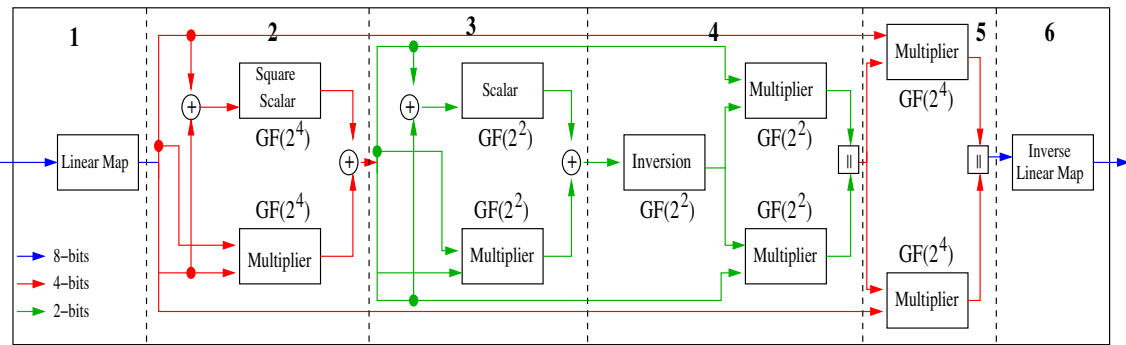 1
2
3
4
5
6
Linear Map
Square
Scalar
GF(2^4)
+
+
GF(2^4)
Multiplier
Scalar
GF(2^2)
+
+
GF(2^2)
Multiplier
Inversion
GF(2^2)
Multiplier
GF(2^2)
||
GF(2^2)
Multiplier
Multiplier
GF(2^4)
||
GF(2^4)
Multiplier
Inverse
Linear Map
8−bits
4−bits
2−bits